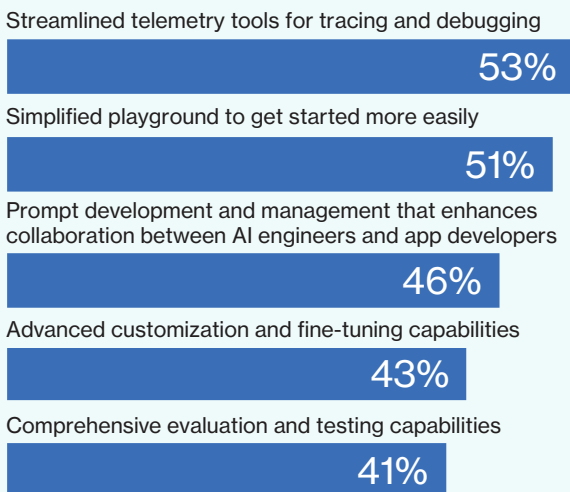 Streamlined telemetry tools for tracing and debugging
53%
Simplified playground to get started more easily
51%
Prompt development and management that enhances
collaboration between AI engineers and app developers
46%
Advanced customization and fine-tuning capabilities
43%
Comprehensive evaluation and testing capabilities
41%